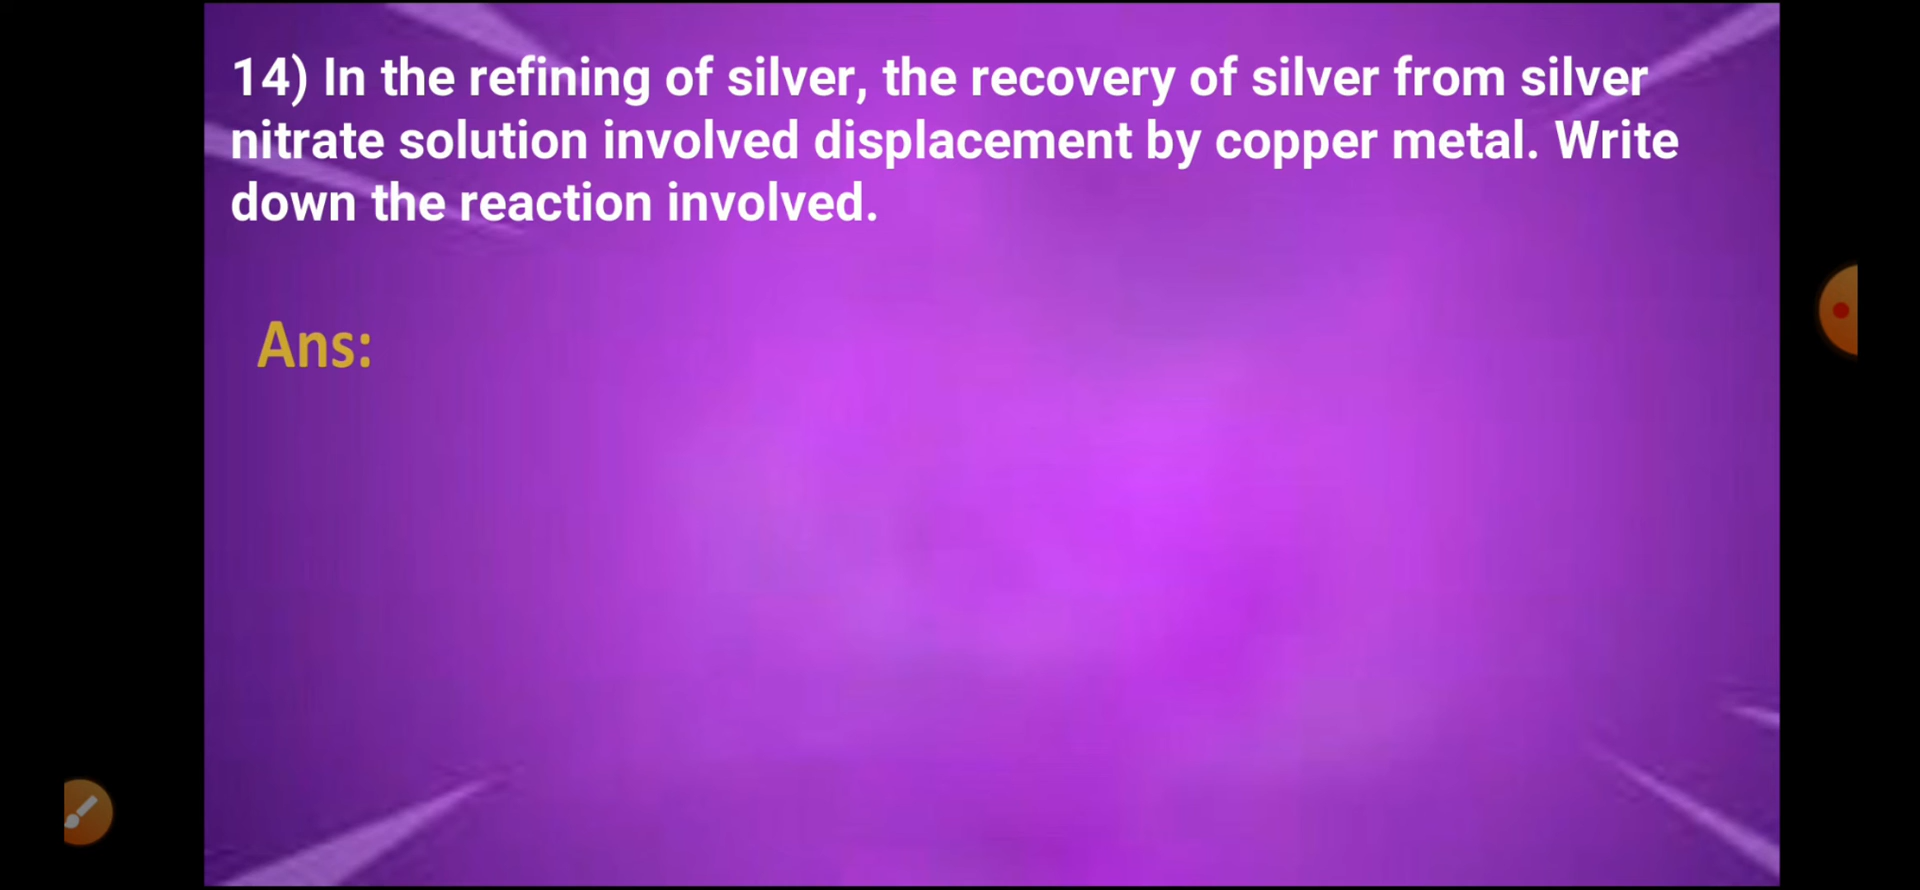 14) In the refining of silver, the recovery of silver from silver
nitrate solution involved displacement by copper metal. Write
down the reaction involved.
Ans: